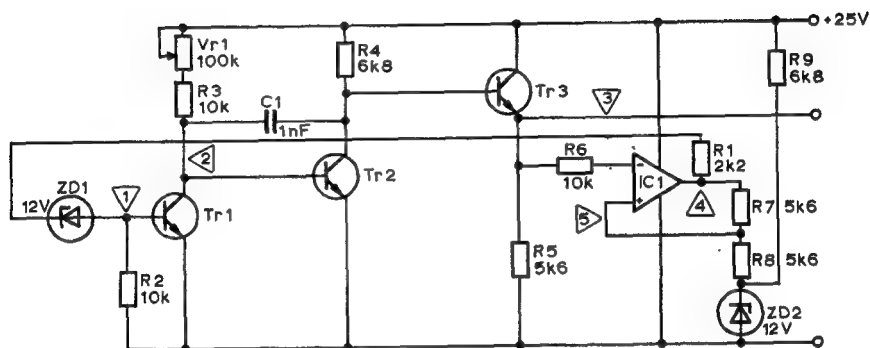 +25V
Vr1
100k
R4
6k8
R9
6k8
R3
10k
C1
1nF
Tr3
3
R6
10k
R1
2k2
2
ZD1
12V
1
Tr1
Tr2
-
IC1
+
4
5
R7 5k6
R2
10k
R5
5k6
R8 5k6
ZD2
12V